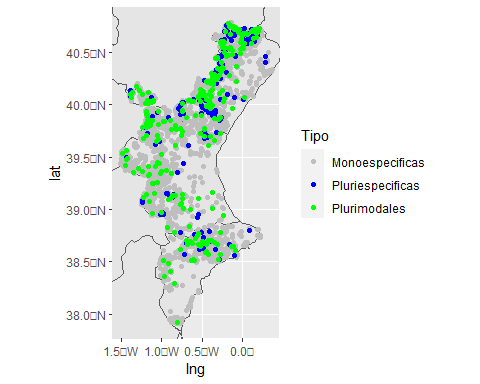 40.5□N
40.0□N
39.5□N
39.0□N
38.5□N
38.0□N
1.5□W
1.0□W
0.5□W
0.0□
lat
lng
Tipo
Monoespecificas
Pluriespecificas
Plurimodales